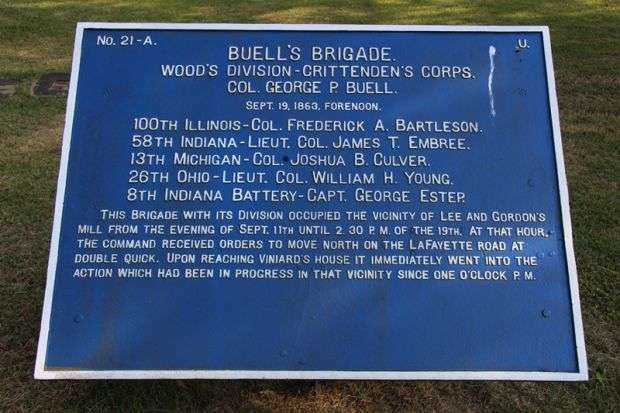 No. 21-A.
U.
BUELL'S BRIGADE.
WOOD'S DIVISION-CRITTENDEN'S CORPS.
COL. GEORGE P. BUELL.
SEPT. 19, 1863, FORENOON.
100TH ILLINOIS-COL. FREDERICK A. BARTLESON.
58TH INDIANA-LIEUT. COL. JAMES T. EMBREE.
13TH MICHIGAN-COL. JOSHUA B. CULVER.
26TH OHIO-LIEUT. COL. WILLIAM H. YOUNG.
8TH INDIANA BATTERY-CAPT. GEORGE ESTEP.
THIS BRIGADE WITH ITS DIVISION OCCUPIED THE VICINITY OF LEE AND GORDON'S
MILL FROM THE EVENING OF SEPT. 11TH UNTIL 2.30 P.M. OF THE 19TH. AT THAT HOUR,
THE COMMAND RECEIVED ORDERS TO MOVE NORTH ON THE LAFAYETTE ROAD AT
DOUBLE QUICK. UPON REACHING VINIARD'S HOUSE IT IMMEDIATELY WENT INTO THE
ACTION WHICH HAD BEEN IN PROGRESS IN THAT VICINITY SINCE ONE O'CLOCK P.M.